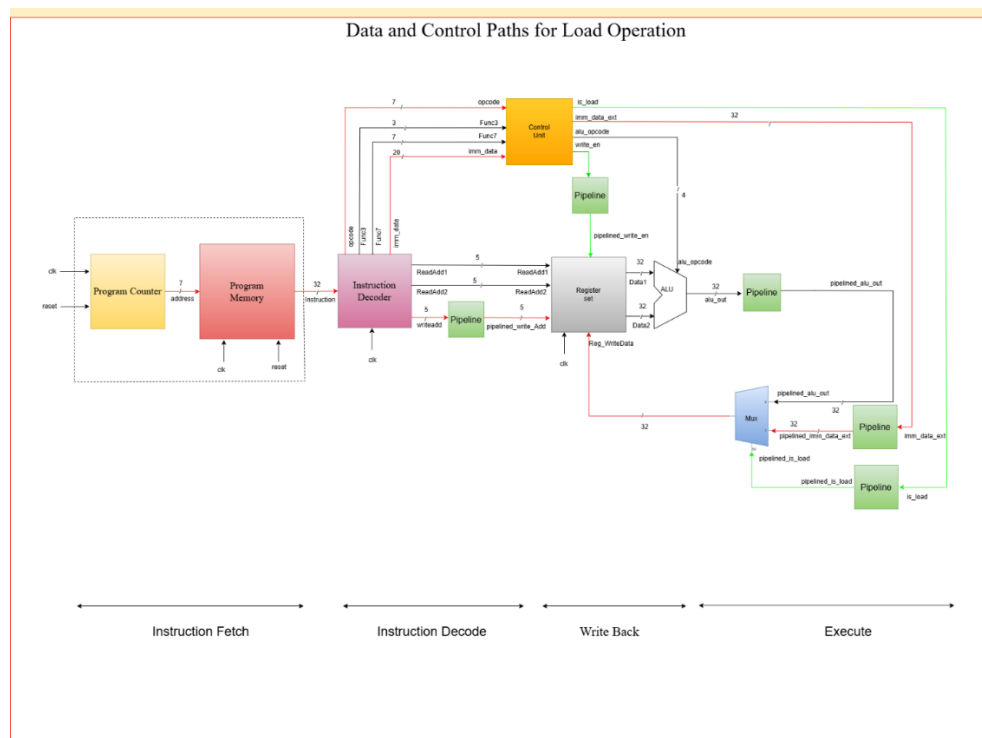 Data and Control Paths for Load Operation
7
opcode
is_load
3
Func3
imm_data_ext
32
7
Func7
Control
Unit
alu_opcode
20
imm_data
write_en
Pipeline
4
pipelined_write_en
opcode
Func3
Func7
imm_data
clk
reset
Program Counter
7
address
Program
Memory
32
instruction
clk
reset
Instruction
Decoder
clk
5
ReadAdd1
ReadAdd1
5
ReadAdd2
ReadAdd2
5
writeadd
Pipeline
5
pipelined_write_Add
Register
set
Reg_WriteData
clk
32
Data1
32
Data2
alu_opcode
ALU
32
alu_out
Pipeline
pipelined_alu_out
Mux
pipelined_alu_out
32
32
pipelined_imm_data_ext
Pipeline
imm_data_ext
32
pipelined_is_load
pipelined_is_load
Pipeline
is_load
Instruction Fetch
Instruction Decode
Write Back
Execute